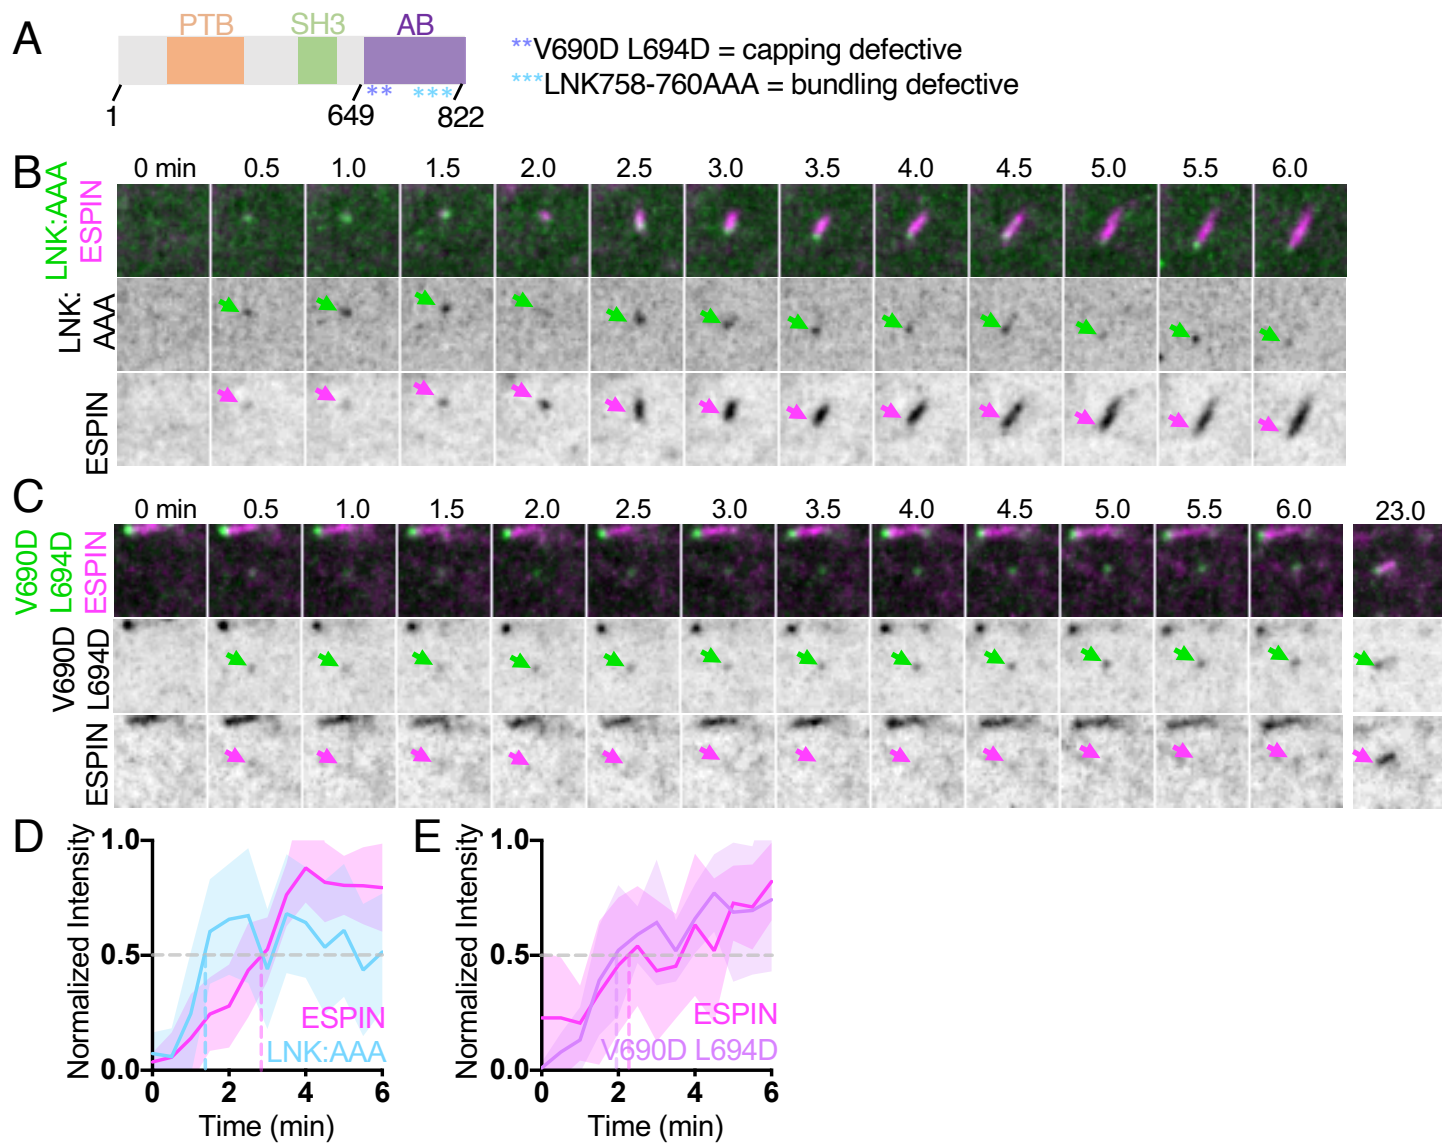 A
PTB SH3 AB
** ***
1 649 822
**V690D L694D = capping defective
***LNK758-760AAA = bundling defective
B
0 min 0.5 1.0 1.5 2.0 2.5 3.0 3.5 4.0 4.5 5.0 5.5 6.0
LNK:AAA
ESPIN
LNK:
AAA
ESPIN
C
0 min 0.5 1.0 1.5 2.0 2.5 3.0 3.5 4.0 4.5 5.0 5.5 6.0 23.0
V690D
L694D
ESPIN
V690D
L694D
ESPIN
D
Normalized Intensity
1.0
0.5
0.0
ESPIN
LNK:AAA
0 2 4 6
Time (min)
E
Normalized Intensity
1.0
0.5
0.0
ESPIN
V690D L694D
0 2 4 6
Time (min)